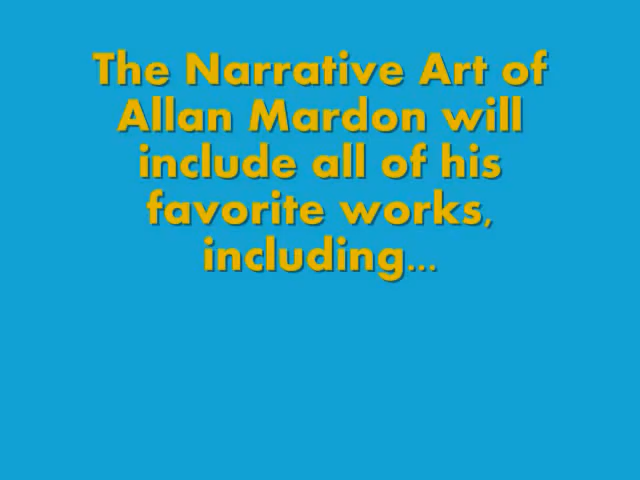 The Narrative Art of
Allan Mardon will
include all of his
favorite works,
including...